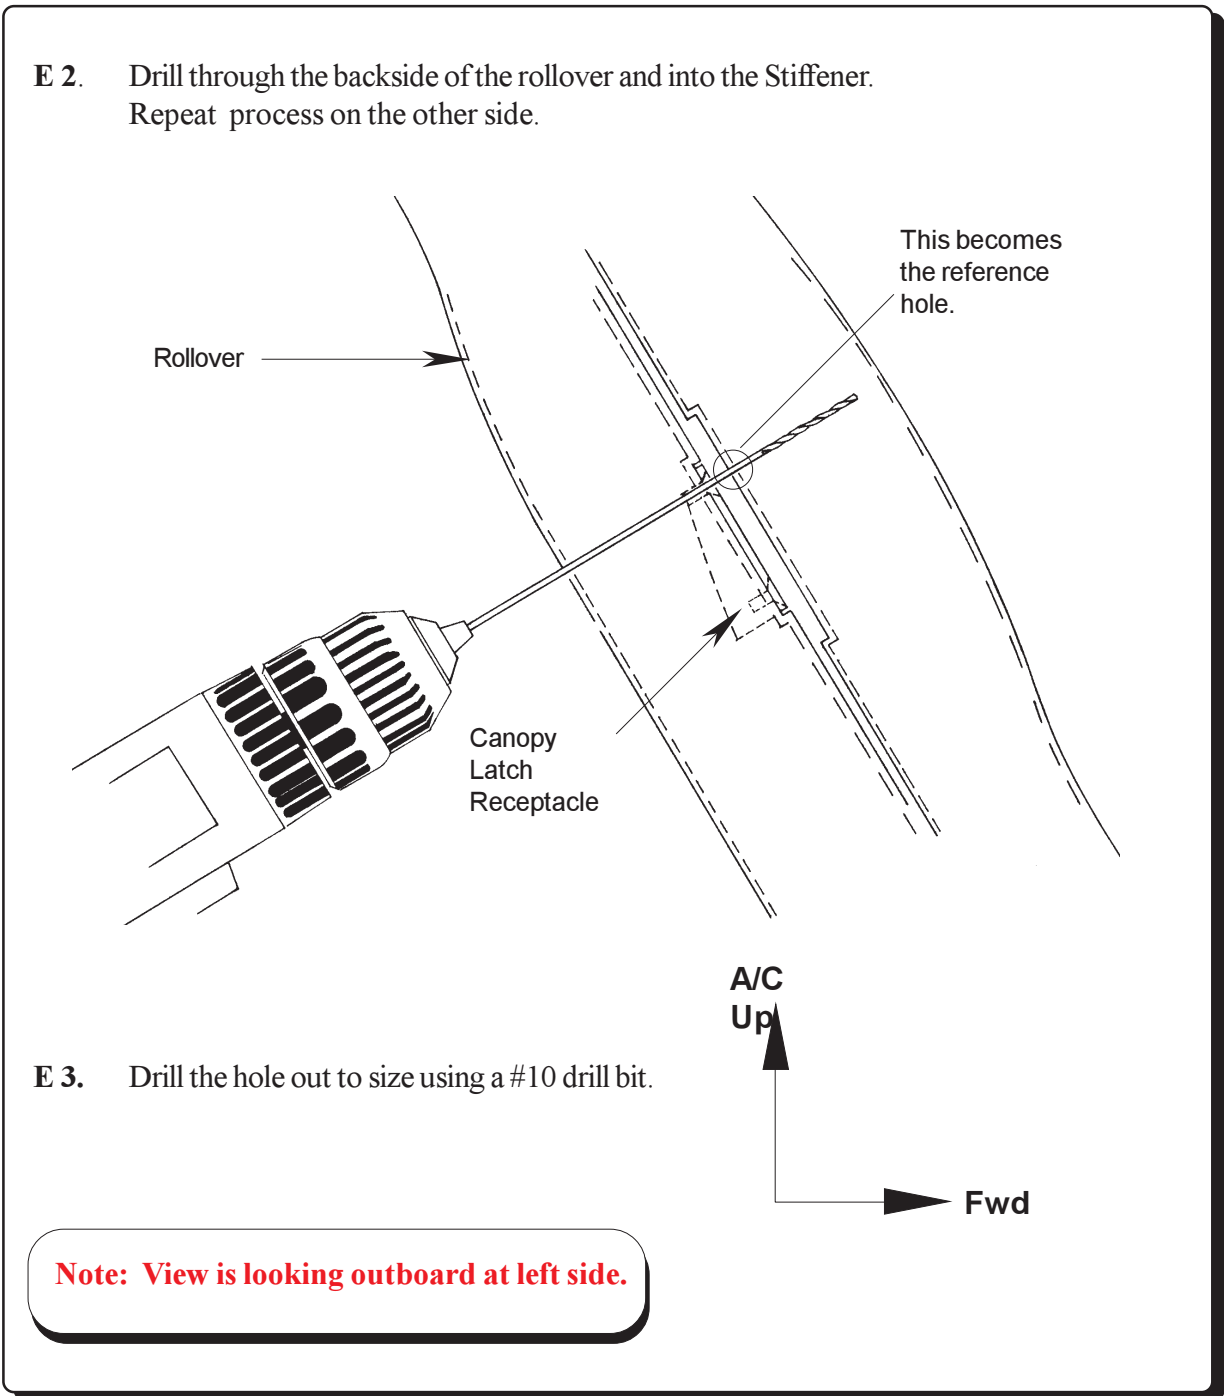 E 2. Drill through the backside of the rollover and into the Stiffener.
Repeat process on the other side.
This becomes
the reference
hole.
Rollover
Canopy
Latch
Receptacle
A/C
Up
E 3. Drill the hole out to size using a #10 drill bit.
Fwd
Note: View is looking outboard at left side.